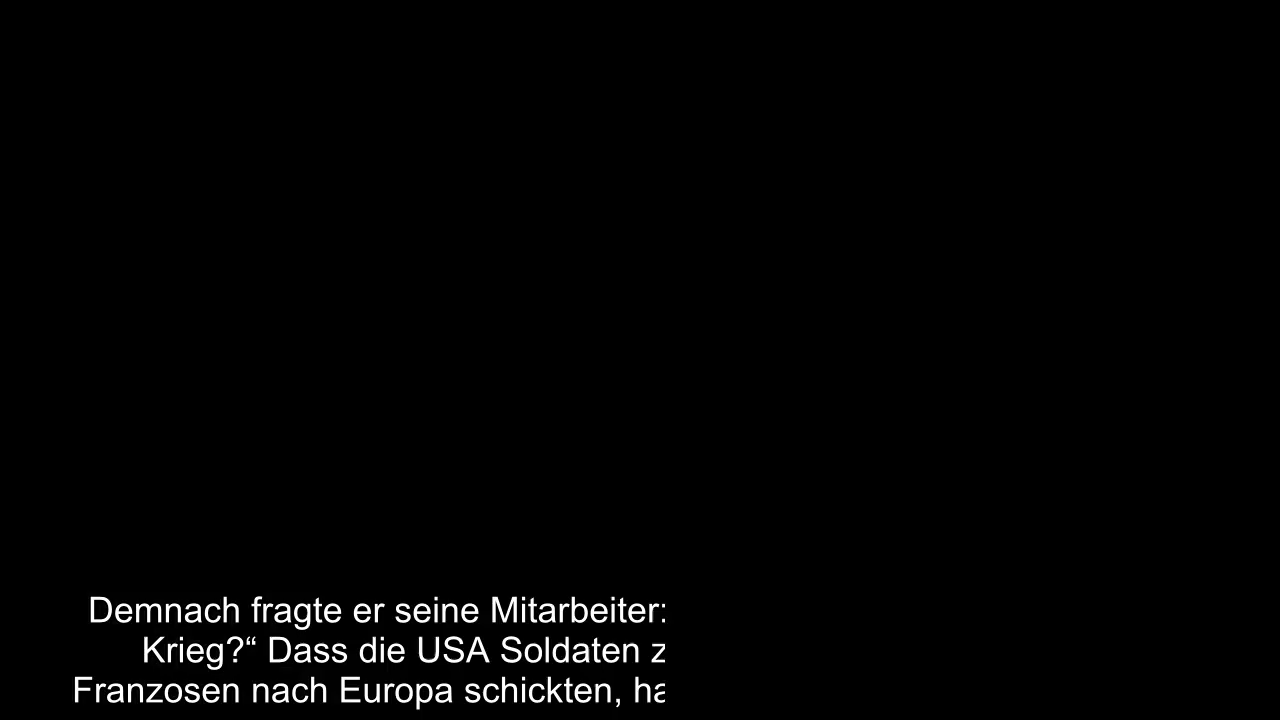 Demnach fragte er seine Mitarbeiter:
Krieg?“ Dass die USA Soldaten z
Franzosen nach Europa schickten, ha